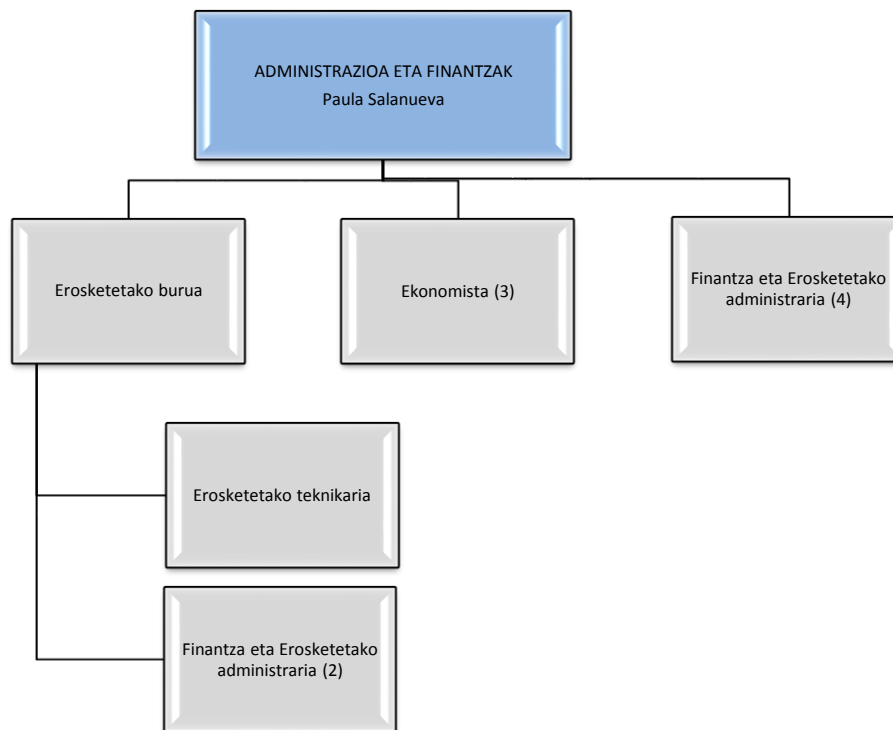 ADMINISTRAZIOA ETA FINANTZAK
Paula Salanueva
Erosketetako burua
Ekonomista (3)
Finantza eta Erosketetako
administraria (4)
Erosketetako teknikaria
Finantza eta Erosketetako
administraria (2)